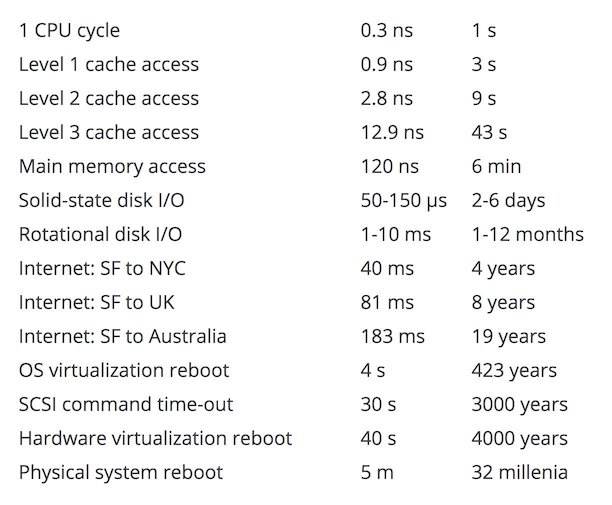 1 CPU cycle 0.3 ns 1 s
Level 1 cache access 0.9 ns 3 s
Level 2 cache access 2.8 ns 9 s
Level 3 cache access 12.9 ns 43 s
Main memory access 120 ns 6 min
Solid-state disk I/O 50-150 μs 2-6 days
Rotational disk I/O 1-10 ms 1-12 months
Internet: SF to NYC 40 ms 4 years
Internet: SF to UK 81 ms 8 years
Internet: SF to Australia 183 ms 19 years
OS virtualization reboot 4 s 423 years
SCSI command time-out 30 s 3000 years
Hardware virtualization reboot 40 s 4000 years
Physical system reboot 5 m 32 millenia